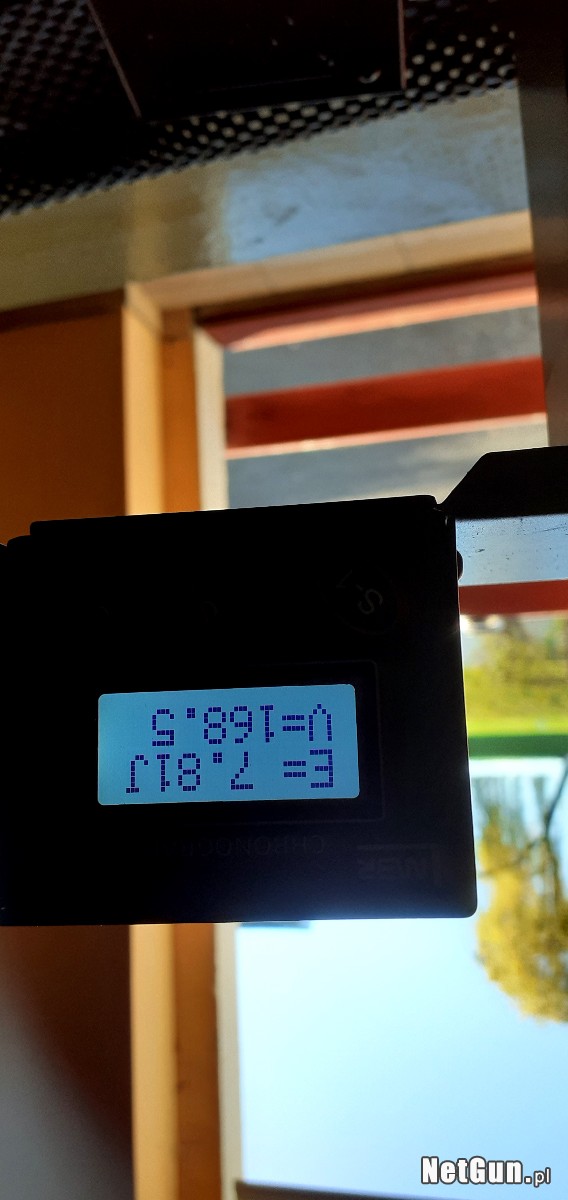 E= 7.81J
V=168.5
NetGun.pl